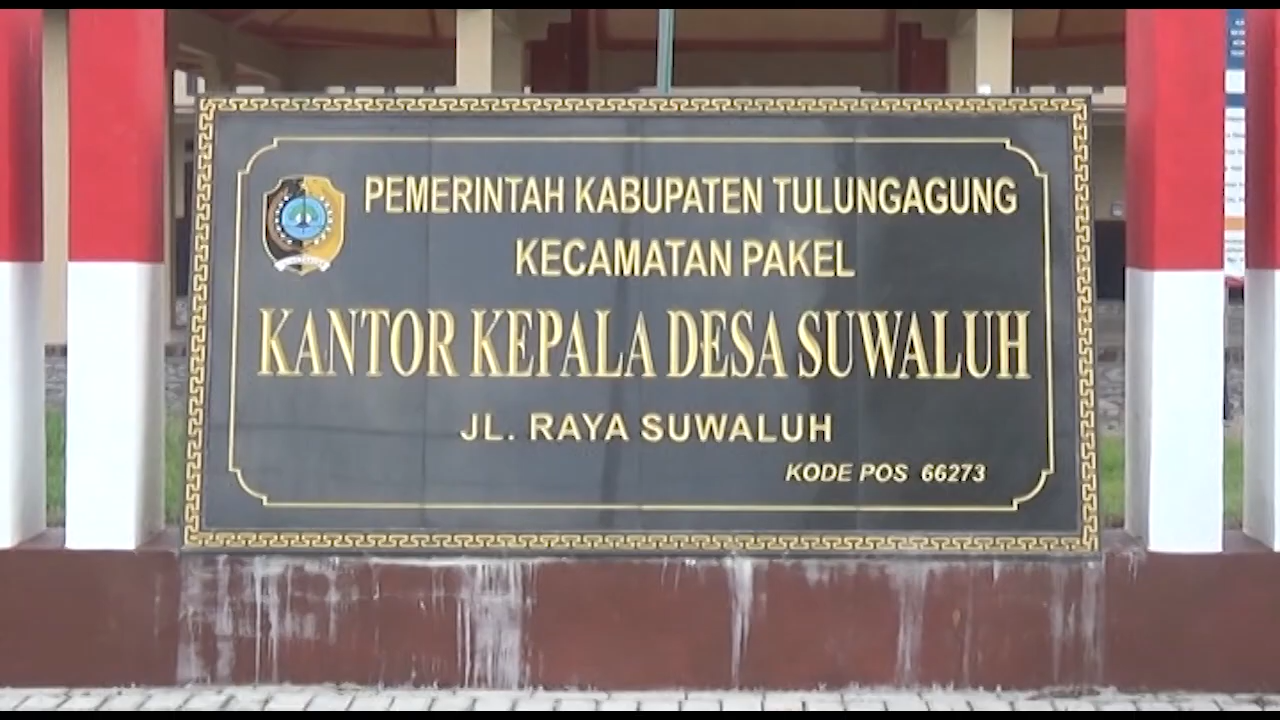 PEMERINTAH KABUPATEN TULUNGAGUNG
KECAMATAN PAKEL
KANTOR KEPALA DESA SUWALUH
JL. RAYA SUWALUH
KODE POS 66273